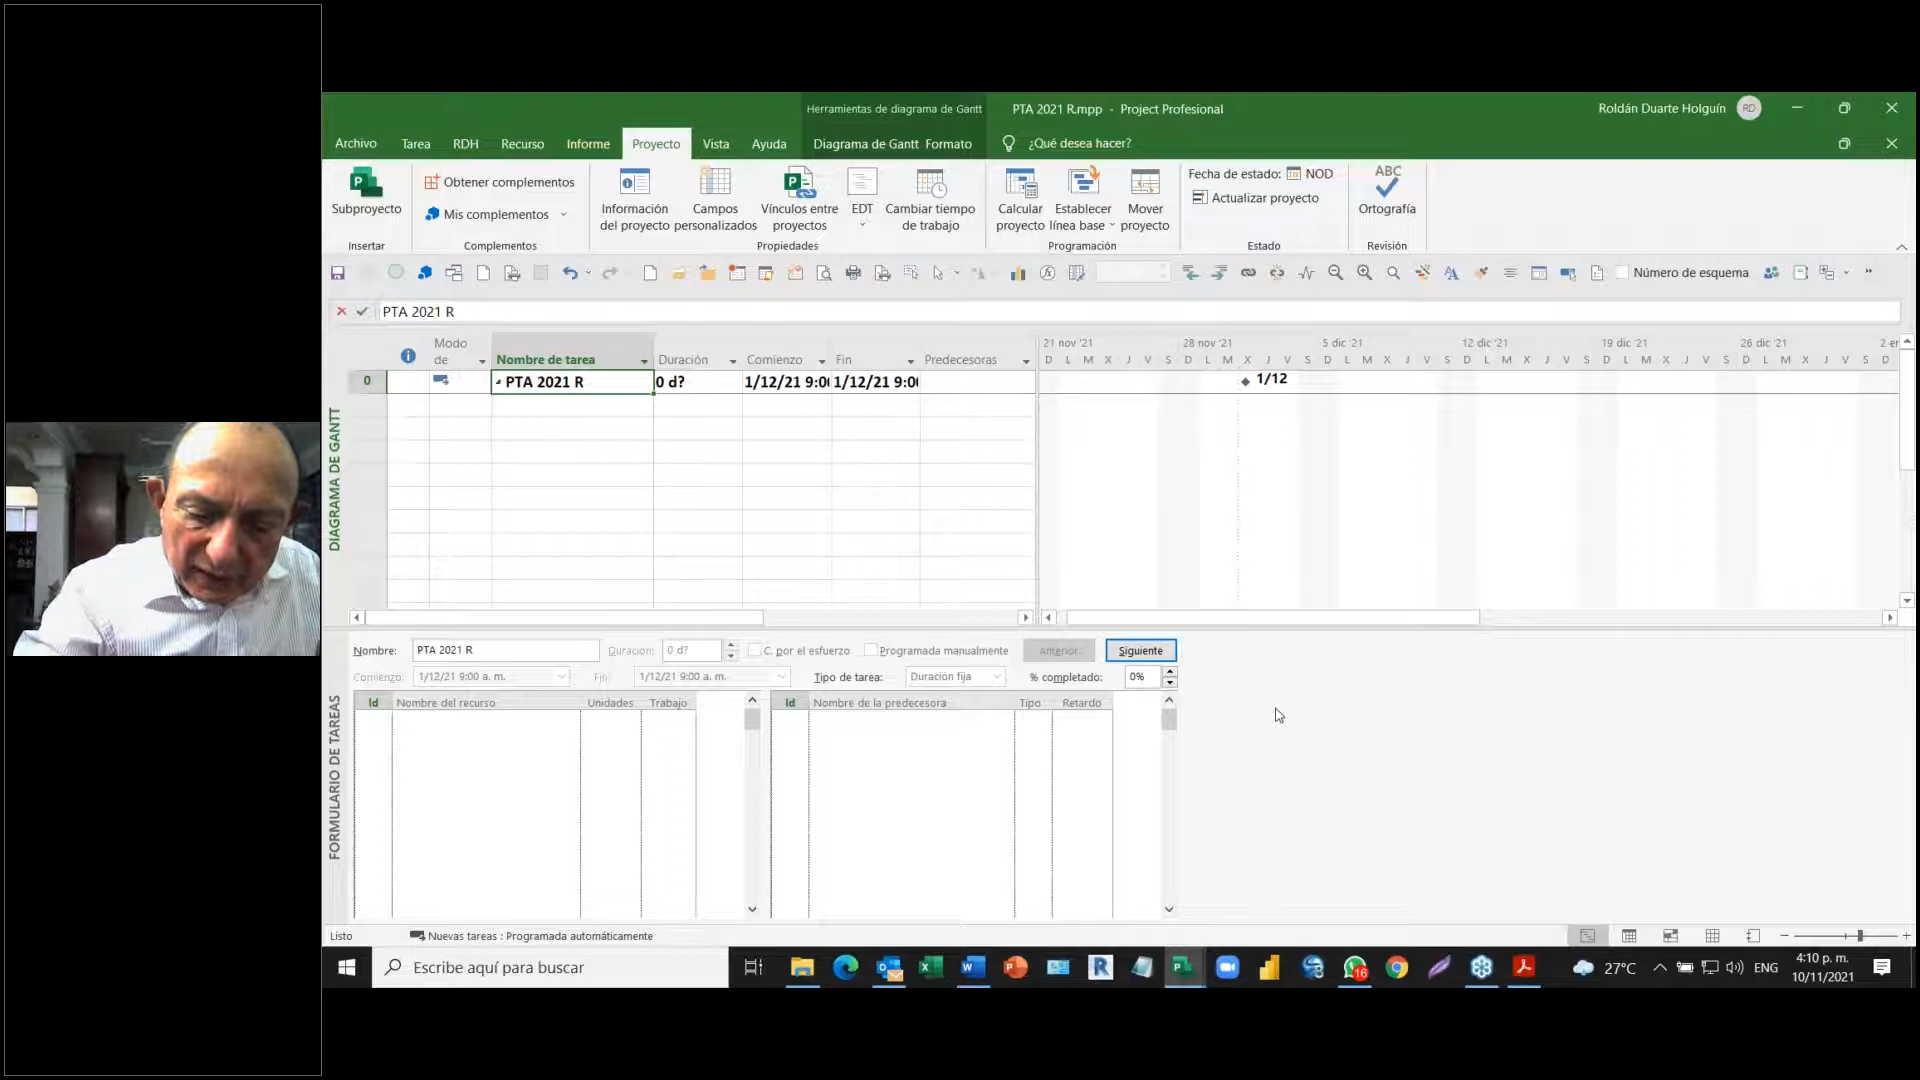 Herramientas de diagrama de Gantt
PTA 2021 R.mpp - Project Profesional
Roldán Duarte Holguín
RD
Archivo
Tarea
RDH
Recurso
Informe
Proyecto
Vista
Ayuda
Diagrama de Gantt Formato
¿Qué desea hacer?
Subproyecto
Insertar
Obtener complementos
Mis complementos
Complementos
Información del proyecto
Campos personalizados
Vínculos entre proyectos
EDT
Cambiar tiempo de trabajo
Propiedades
Calcular proyecto
Establecer línea base
Mover proyecto
Programación
Fecha de estado: NOD
Actualizar proyecto
Estado
ABC
Ortografía
Revisión
Número de esquema
PTA 2021 R
Modo de
Nombre de tarea
Duración
Comienzo
Fin
Predecesoras
21 nov '21
28 nov '21
5 dic '21
12 dic '21
19 dic '21
26 dic '21
D L M X J V S D L M X J V S D L M X J V S D L M X J V S D L M X J V S D L M X J V S D
0
PTA 2021 R
0 d?
1/12/21 9:0
1/12/21 9:0
1/12
DIAGRAMA DE GANTT
Nombre: PTA 2021 R
Duración: 0 d?
C. por el esfuerzo
Programada manualmente
Anterior
Siguiente
Comienzo: 1/12/21 9:00 a. m.
Fin: 1/12/21 9:00 a. m.
Tipo de tarea: Duración fija
% completado: 0%
Id
Nombre del recurso
Unidades
Trabajo
Id
Nombre de la predecesora
Tipo
Retardo
FORMULARIO DE TAREAS
Listo
Nuevas tareas : Programada automáticamente
Escribe aquí para buscar
16
27°C
ENG
4:10 p. m.
10/11/2021